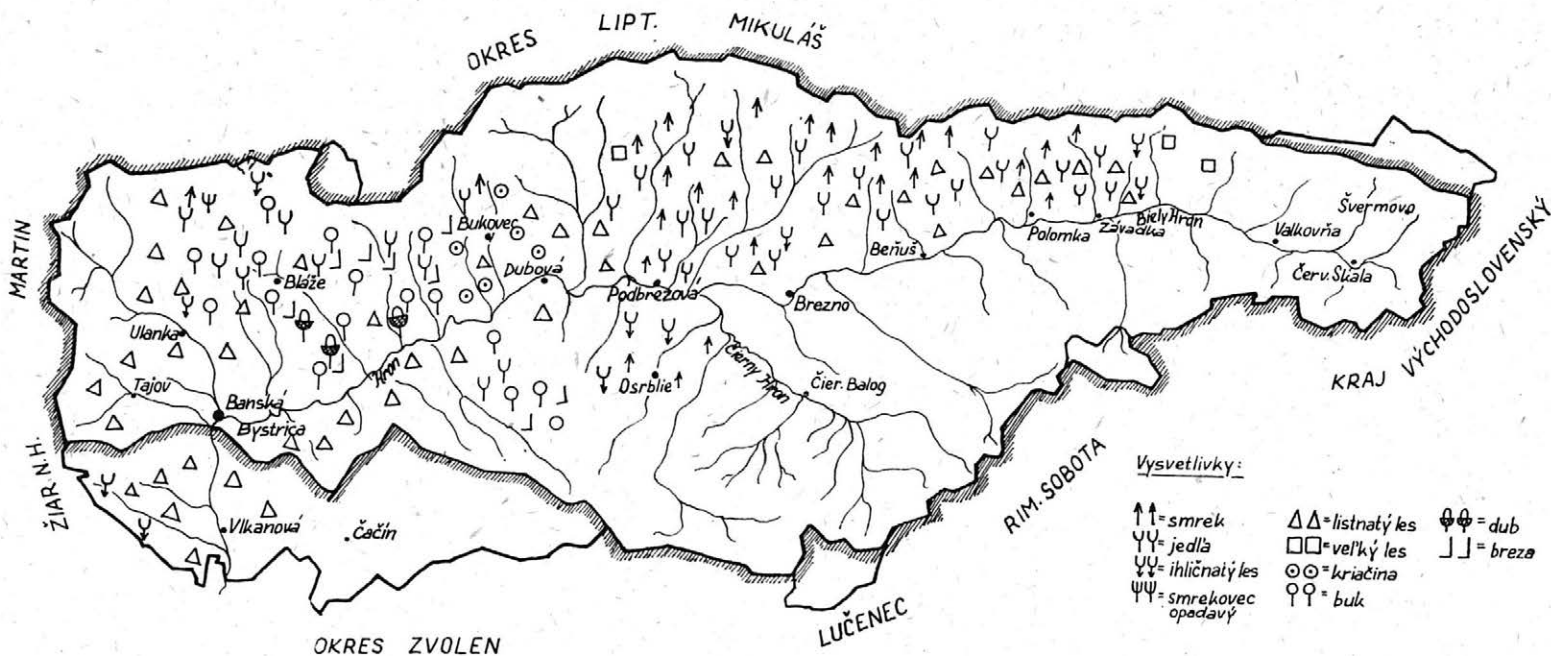 OKRES LIPT. MIKULÁŠ
MARTIN
ŽIAR. N.H.
OKRES ZVOLEN
LUČENEC
RIM. SOBOTA
KRAJ VÝCHODOSLOVENSKÝ
Bukovec
Dubová
Bláže
Ulanka
Tajov
Banská
Bystrica
Hron
Podbrezová
Brezno
Beňuš
Polomka
Závadka
Biely Hron
Valkovňa
Švermovo
Červ. Skala
Osrblie
Čierny Hron
Čier. Balog
Vlkanová
Čačín
Vysvetlivky:
= smrek
= jedľa
= ihličnatý les
= smrekovec
opadavý
= listnatý les
= veľký les
= kriačina
= buk
= dub
= breza